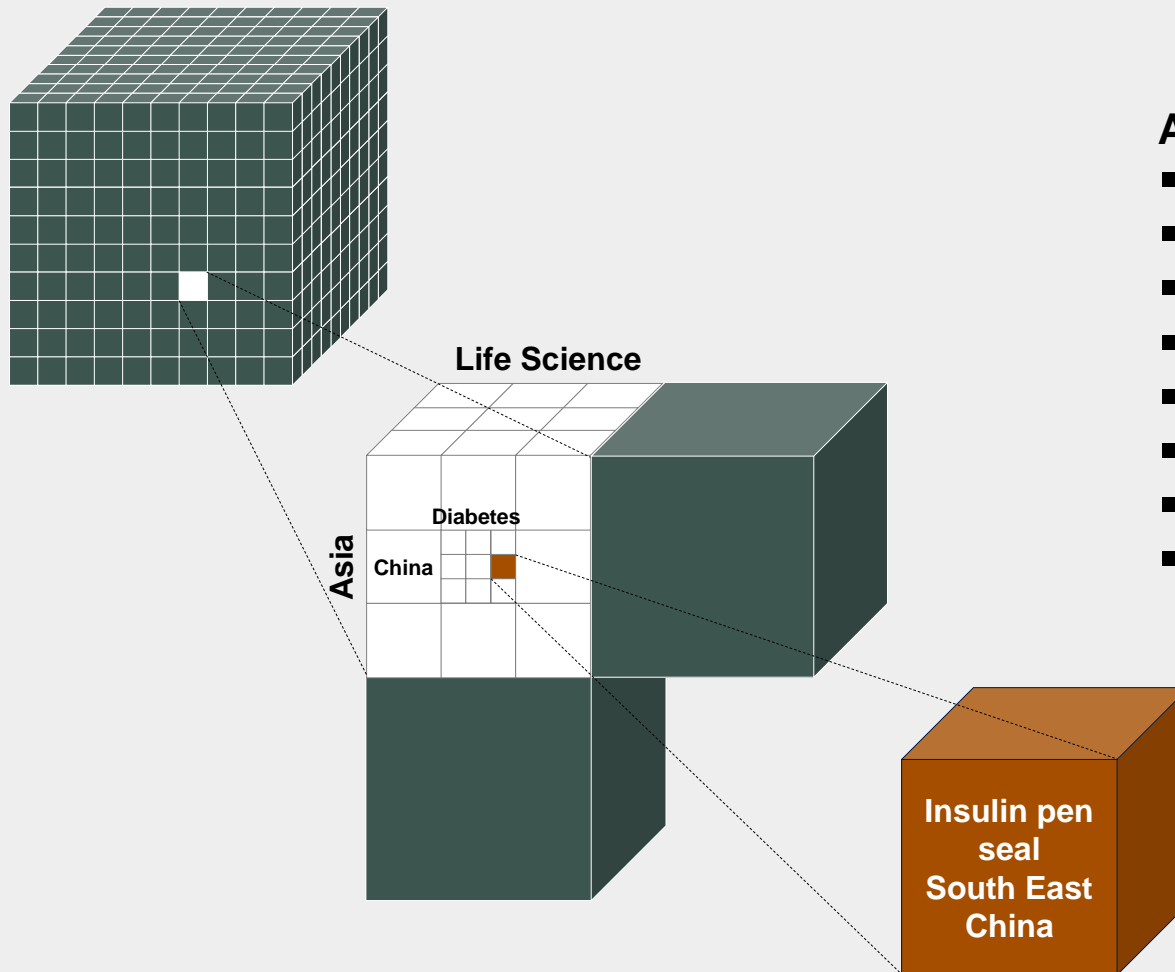 A
Life Science
Diabetes
Asia
China
Insulin pen
seal
South East
China